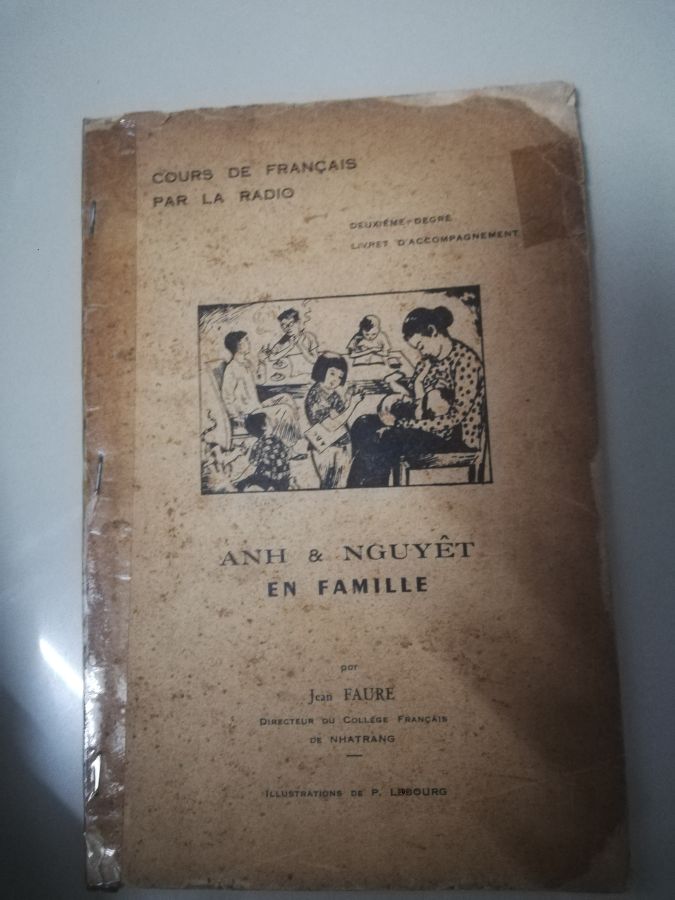 COURS DE FRANÇAIS
PAR LA RADIO
DEUXIÈME DEGRÉ
LIVRET D'ACCOMPAGNEMENT
ANH & NGUYÊT
EN FAMILLE
par
Jean FAURE
DIRECTEUR DU COLLÈGE FRANÇAIS
DE NHATRANG
ILLUSTRATIONS DE P.